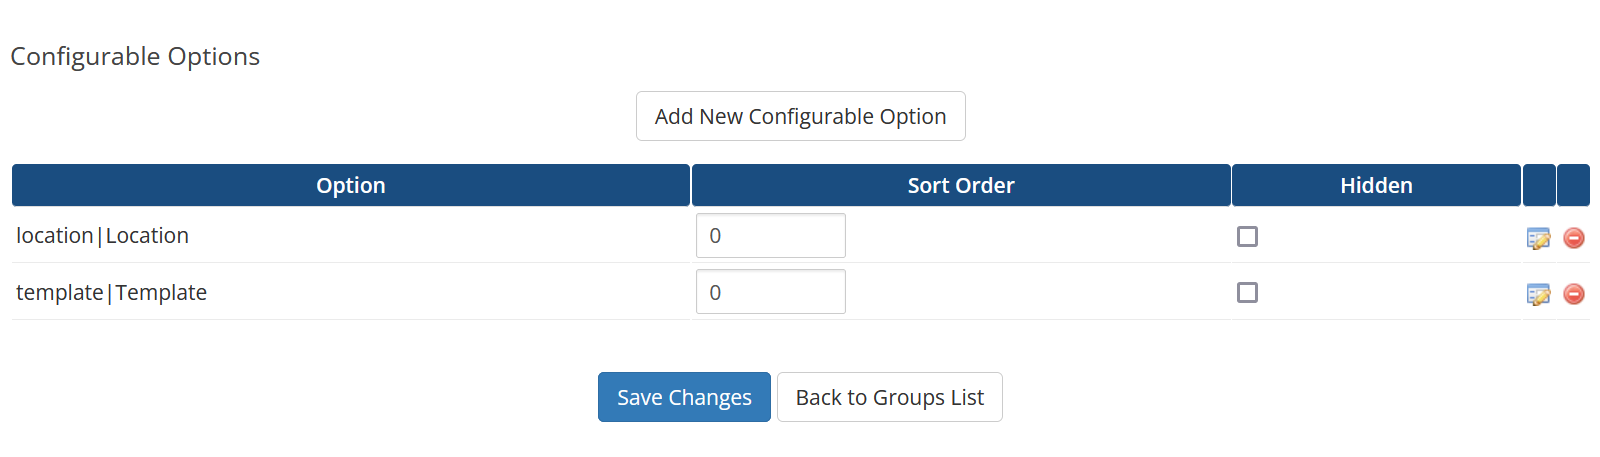 Configurable Options
Add New Configurable Option
Option Sort Order Hidden
location|Location 0
template|Template 0
Save Changes Back to Groups List